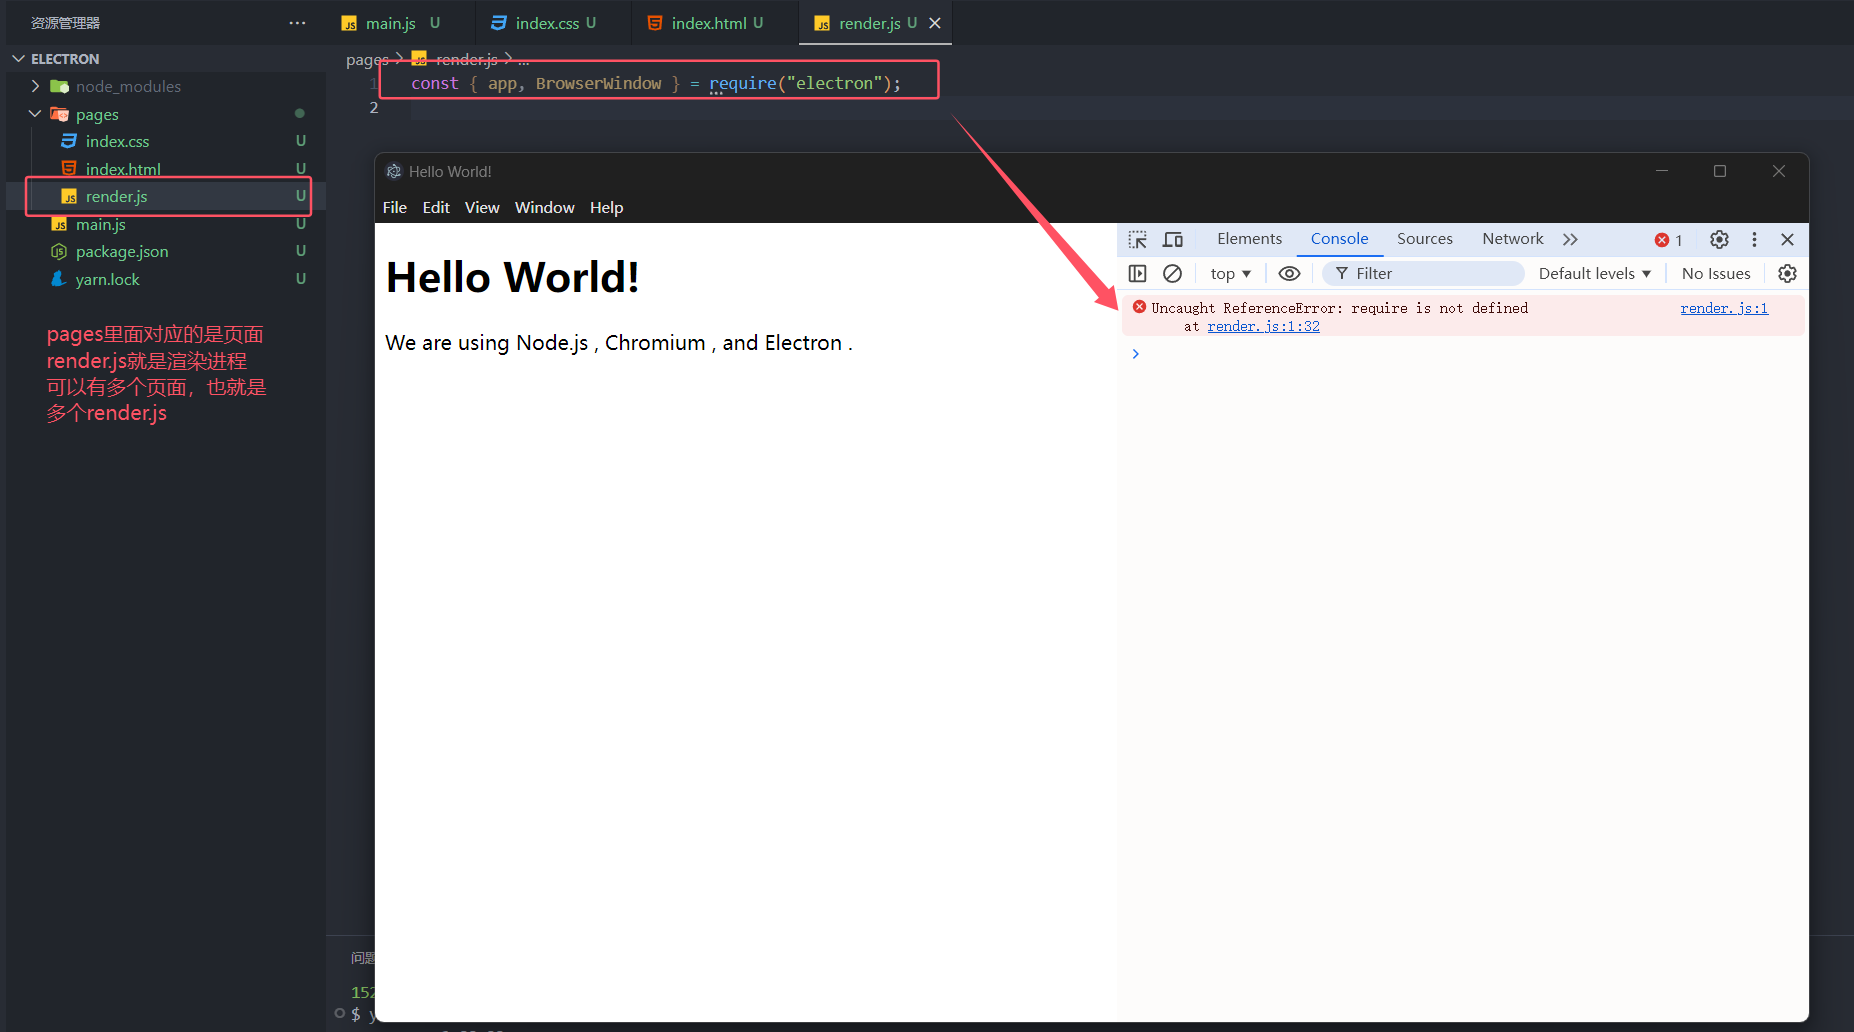 资源管理器 ···
ELECTRON
node_modules
pages
index.css U
index.html U
render.js U
main.js U
package.json U
yarn.lock U
pages里面对应的是页面
render.js就是渲染进程
可以有多个页面，也就是
多个render.js
main.js U index.css U index.html U render.js U
pages > render.js > ...
1 const { app, BrowserWindow } = require("electron");
2
Hello World!
File Edit View Window Help
Hello World!
We are using Node.js , Chromium , and Electron .
Elements Console Sources Network 1
top Filter Default levels No Issues
Uncaught ReferenceError: require is not defined render.js:1
at render.js:1:32
问题
152
$ y